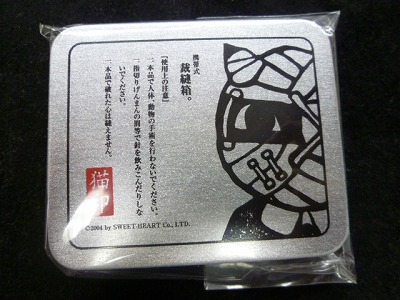 携帯式
裁縫箱。
『使用上の注意』
一、本品で人体、動物の手術を行わないでください。
一、指切りげんまんの罰等で針を飲みこんだりしな
いでください。
一、本品で破れた心は縫えません。
猫印
©2004 by SWEET-HEART Co., LTD.